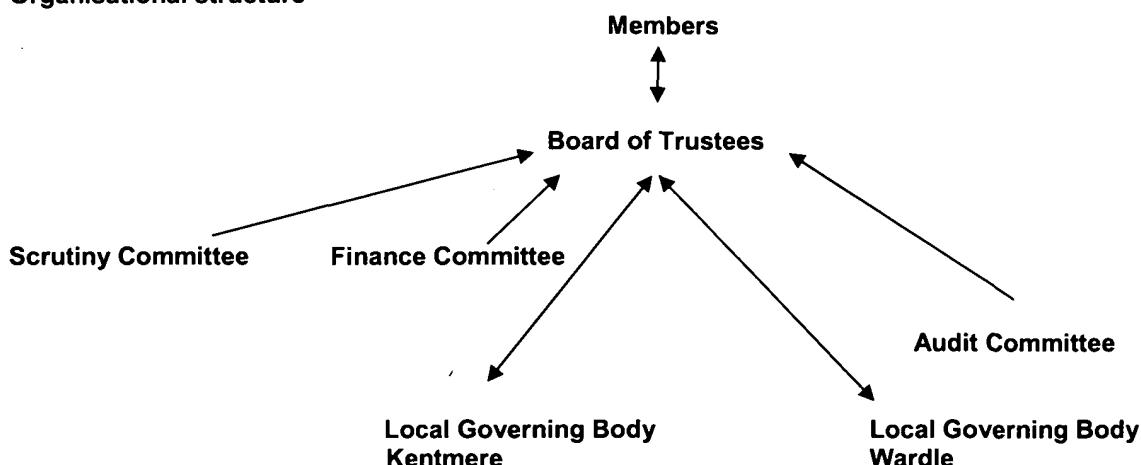 Organisational structure
Members
Board of Trustees
Scrutiny Committee
Finance Committee
Audit Committee
Local Governing Body
Kentmere
Local Governing Body
Wardle